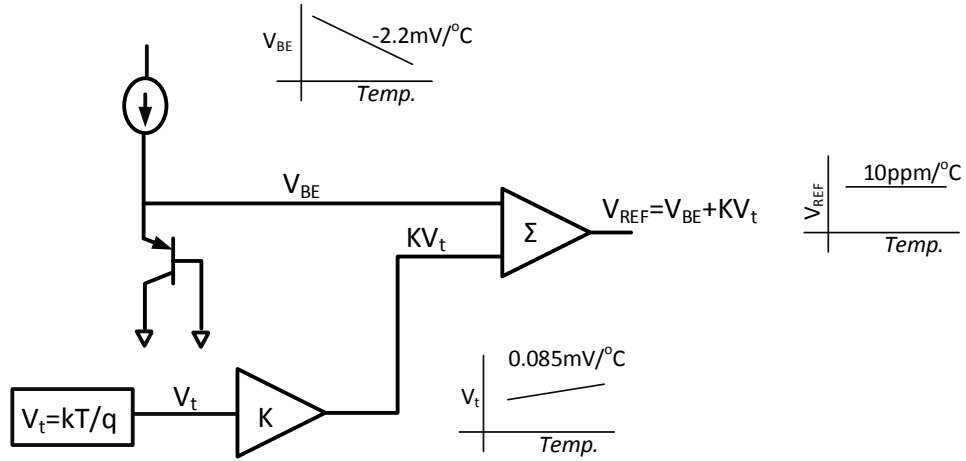 V_BE
-2.2mV/°C
Temp.
V_BE
V_REF=V_BE+KV_t
10ppm/°C
V_REF
Temp.
Σ
KV_t
0.085mV/°C
V_t
Temp.
V_t=kT/q
V_t
K